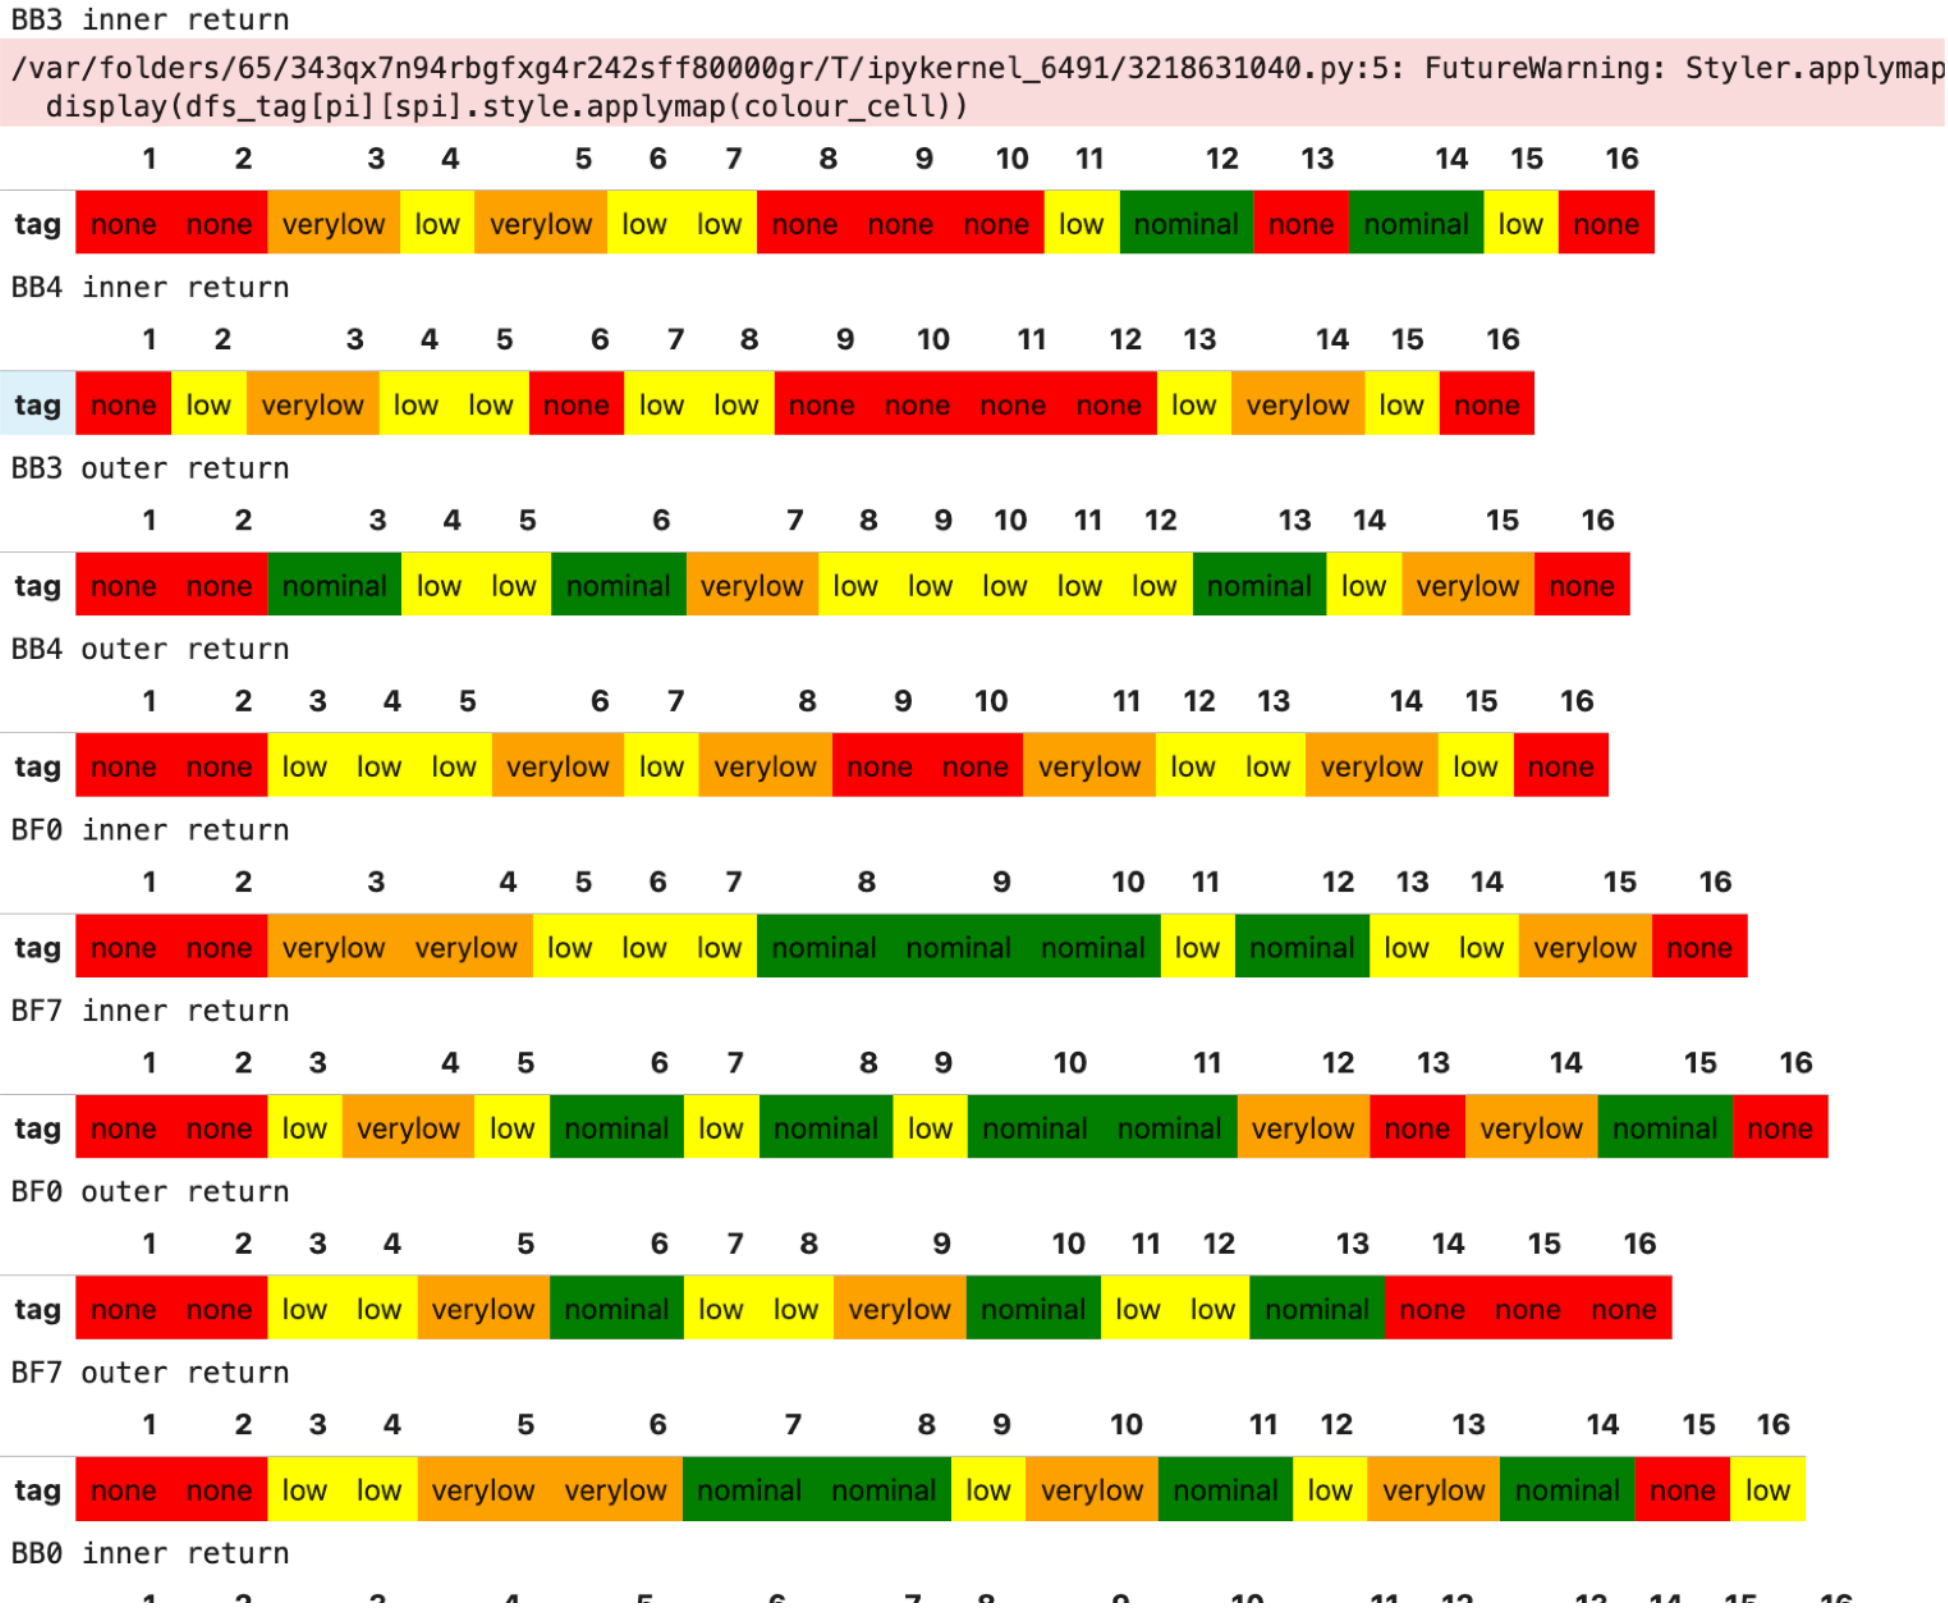 BB3 inner return
/var/folders/65/343qx7n94rbgfxg4r242sff80000gr/T/ipykernel_6491/3218631040.py:5: FutureWarning: Styler.applymap
display(dfs_tag[pi][spi].style.applymap(colour_cell))
1 2 3 4 5 6 7 8 9 10 11 12 13 14 15 16
tag none none verylow low verylow low low none none none low nominal none nominal low none
BB4 inner return
1 2 3 4 5 6 7 8 9 10 11 12 13 14 15 16
tag none low verylow low low none low low none none none none low verylow low none
BB3 outer return
1 2 3 4 5 6 7 8 9 10 11 12 13 14 15 16
tag none none nominal low low nominal verylow low low low low low nominal low verylow none
BB4 outer return
1 2 3 4 5 6 7 8 9 10 11 12 13 14 15 16
tag none none low low low verylow low verylow none none verylow low low verylow low none
BF0 inner return
1 2 3 4 5 6 7 8 9 10 11 12 13 14 15 16
tag none none verylow verylow low low low nominal nominal nominal low nominal low low verylow none
BF7 inner return
1 2 3 4 5 6 7 8 9 10 11 12 13 14 15 16
tag none none low verylow low nominal low nominal low nominal nominal verylow none verylow nominal none
BF0 outer return
1 2 3 4 5 6 7 8 9 10 11 12 13 14 15 16
tag none none low low verylow nominal low low verylow nominal low low nominal none none none
BF7 outer return
1 2 3 4 5 6 7 8 9 10 11 12 13 14 15 16
tag none none low low verylow verylow nominal nominal low verylow nominal low verylow nominal none low
BB0 inner return
1 2 3 4 5 6 7 8 9 10 11 12 13 14 15 16